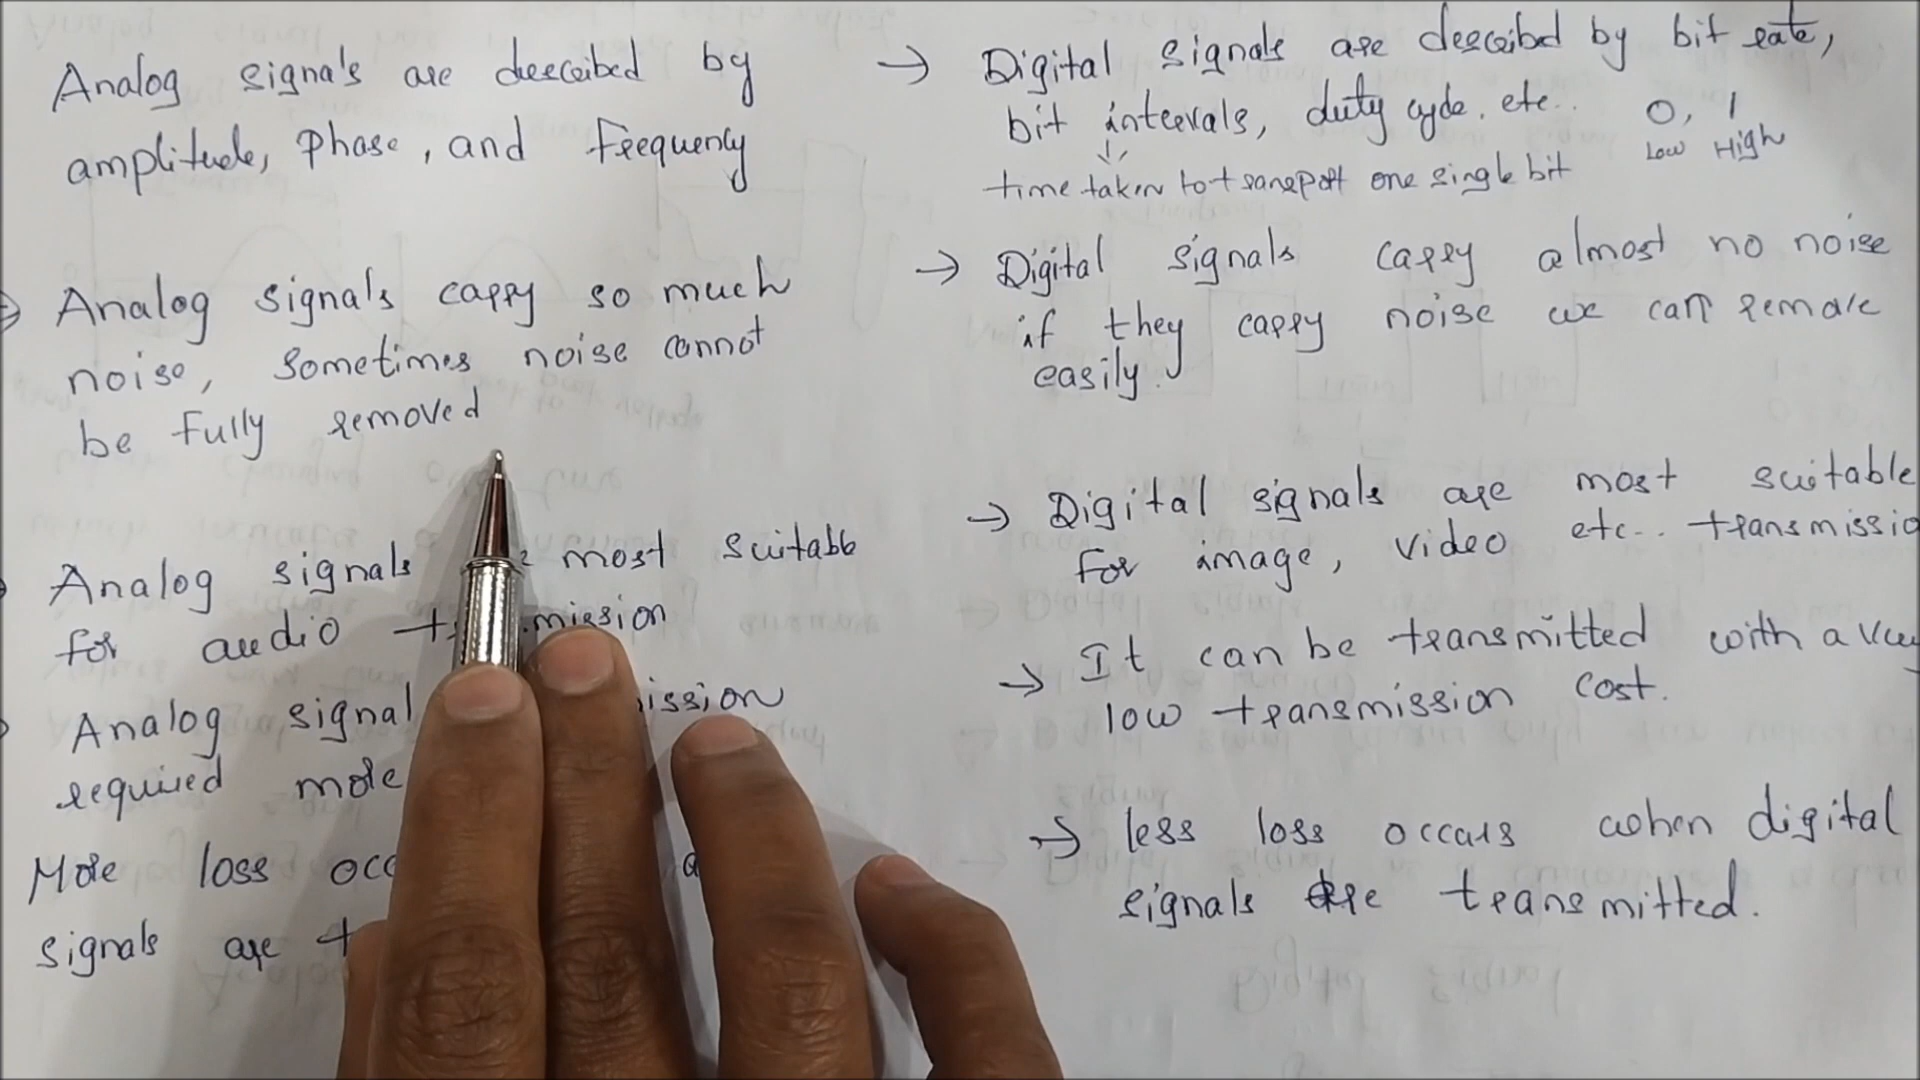 Analog signals are described by
amplitude, Phase, and Frequency
Analog signals carry so much
noise, sometimes noise cannot
be fully removed
Analog signals most suitable
for audio
Analog signal
required more
More loss
signals are
→ Digital signals are described by bit rate,
bit intervals, duty cycle. etc.. 0, 1
Low High
time taken to transport one single bit
→ Digital signals carry almost no noise
if they carry noise we can remove
easily.
→ Digital signals are most suitable
for image, video etc..
→ It can be transmitted with a
low transmission cost.
→ less loss occurs when digital
signals are transmitted.